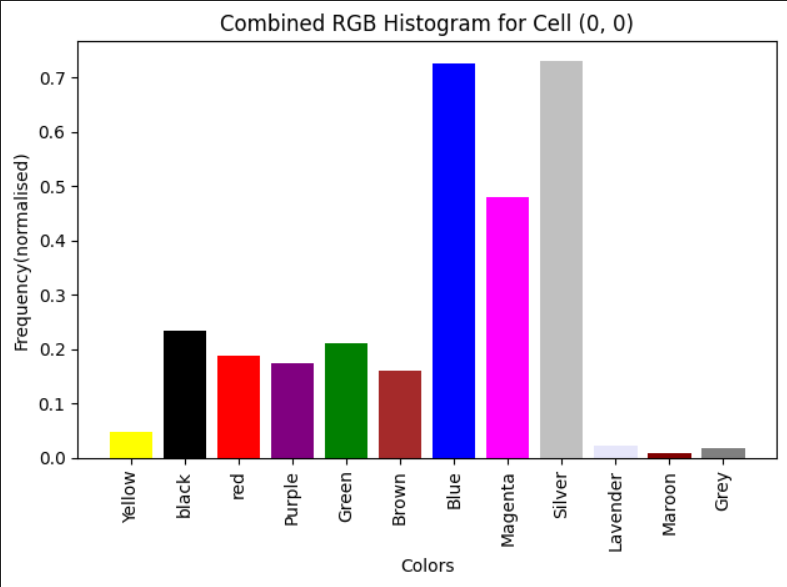 Combined RGB Histogram for Cell (0, 0)
Frequency(normalised)
0.7
0.6
0.5
0.4
0.3
0.2
0.1
0.0
Yellow
black
red
Purple
Green
Brown
Blue
Magenta
Silver
Lavender
Maroon
Grey
Colors